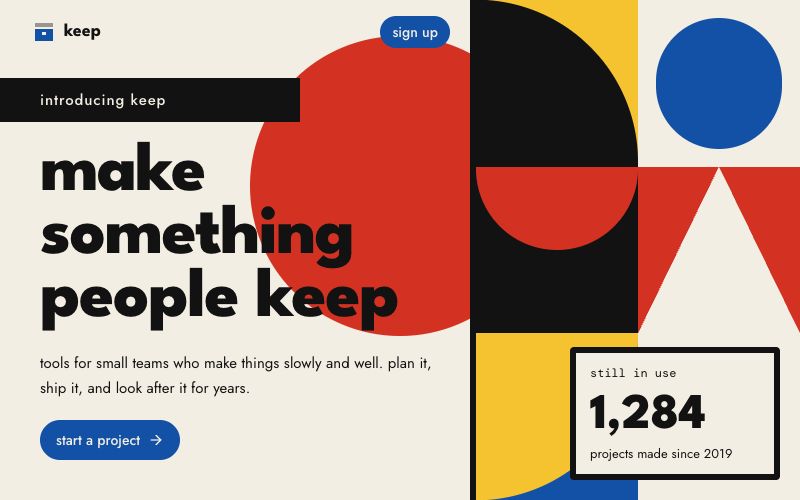 keep
sign up
introducing keep
make
something
people keep
tools for small teams who make things slowly and well. plan it,
ship it, and look after it for years.
start a project →
still in use
1,284
projects made since 2019